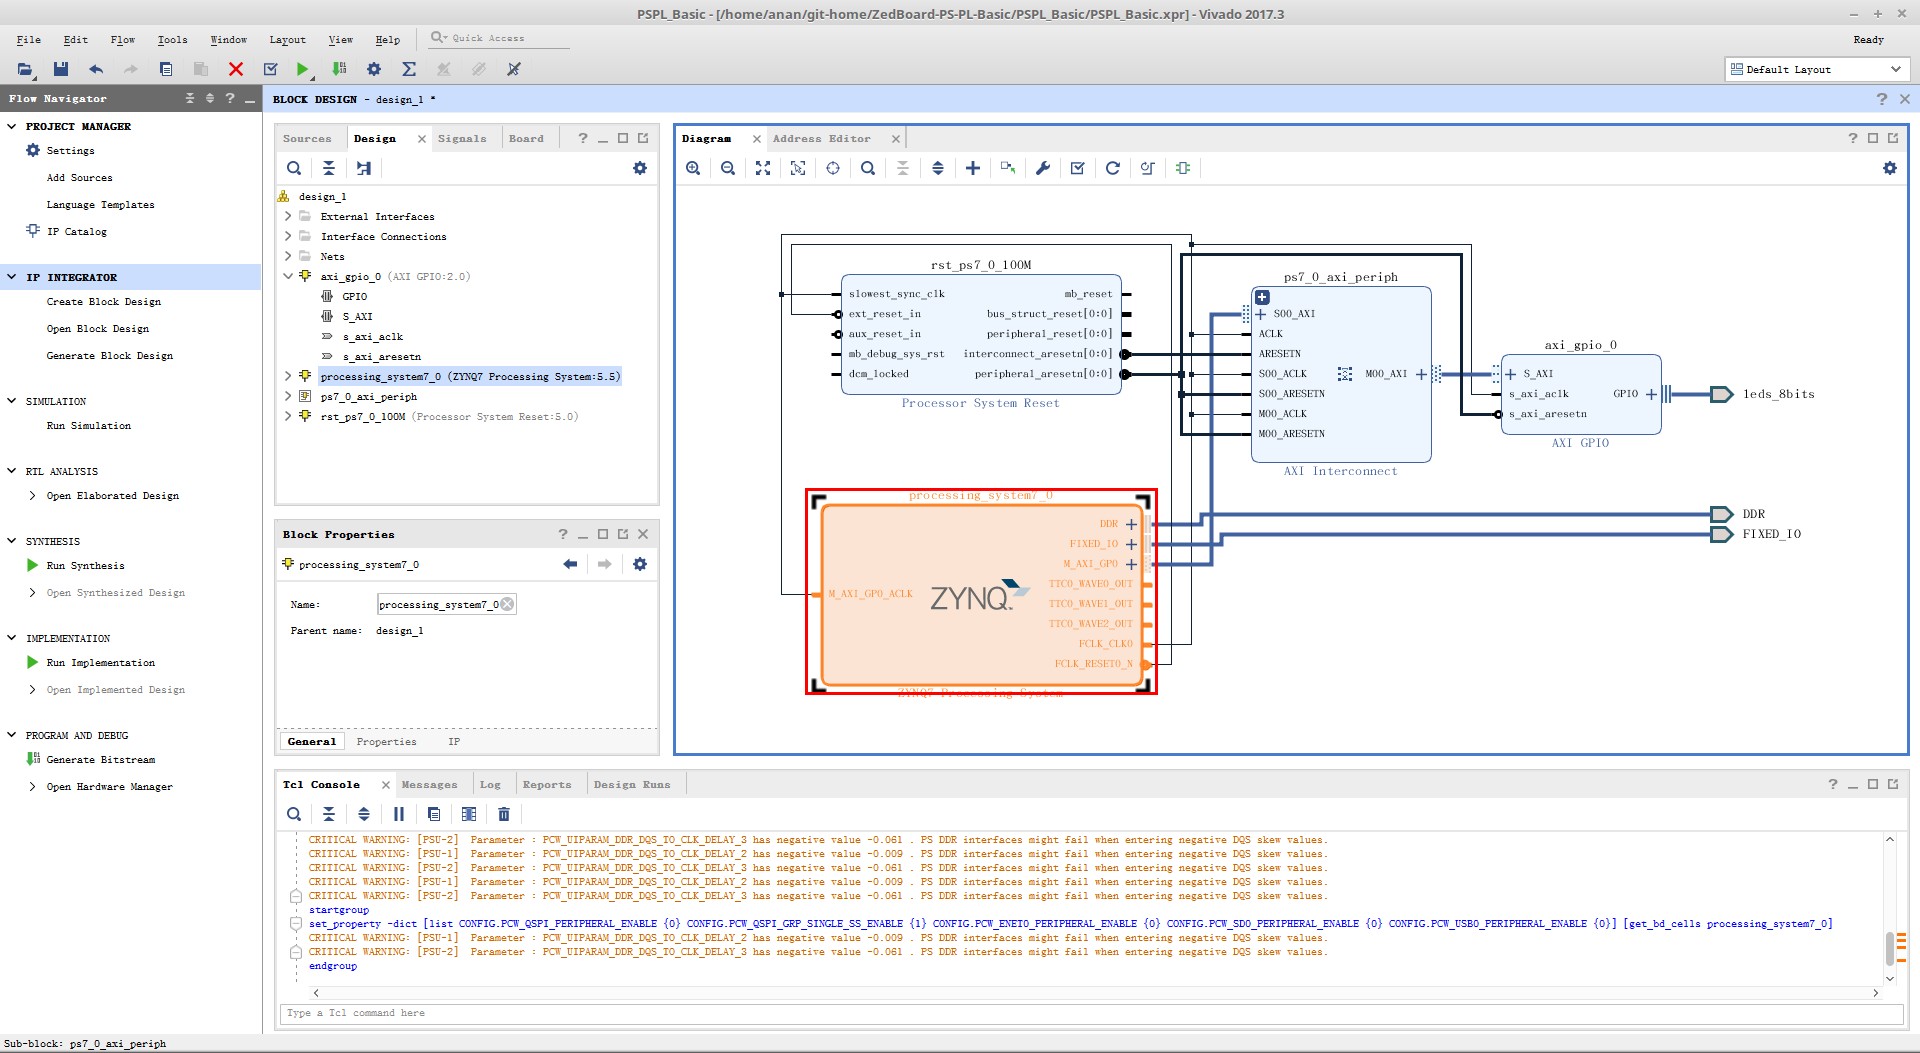 PSPL_Basic - [/home/anan/git-home/ZedBoard-PS-PL-Basic/PSPL_Basic/PSPL_Basic.xpr] - Vivado 2017.3
File Edit Flow Tools Window Layout View Help Quick Access Ready
Default Layout
Flow Navigator
PROJECT MANAGER
Settings
Add Sources
Language Templates
IP Catalog
IP INTEGRATOR
Create Block Design
Open Block Design
Generate Block Design
SIMULATION
Run Simulation
RTL ANALYSIS
Open Elaborated Design
SYNTHESIS
Run Synthesis
Open Synthesized Design
IMPLEMENTATION
Run Implementation
Open Implemented Design
PROGRAM AND DEBUG
Generate Bitstream
Open Hardware Manager
BLOCK DESIGN - design_1 *
Sources Design Signals Board
design_1
External Interfaces
Interface Connections
Nets
axi_gpio_0 (AXI GPIO:2.0)
GPIO
S_AXI
s_axi_aclk
s_axi_aresetn
processing_system7_0 (ZYNQ7 Processing System:5.5)
ps7_0_axi_periph
rst_ps7_0_100M (Processor System Reset:5.0)
Block Properties
processing_system7_0
Name: processing_system7_0
Parent name: design_1
General Properties IP
Diagram Address Editor
rst_ps7_0_100M
slowest_sync_clk mb_reset
ext_reset_in bus_struct_reset[0:0]
aux_reset_in peripheral_reset[0:0]
mb_debug_sys_rst interconnect_aresetn[0:0]
dcm_locked peripheral_aresetn[0:0]
Processor System Reset
ps7_0_axi_periph
S00_AXI
ACLK
ARESETN
S00_ACLK M00_AXI
S00_ARESETN
M00_ACLK
M00_ARESETN
AXI Interconnect
axi_gpio_0
S_AXI
s_axi_aclk GPIO
s_axi_aresetn
AXI GPIO
leds_8bits
DDR
FIXED_IO
processing_system7_0
DDR
FIXED_IO
M_AXI_GP0
TTC0_WAVE0_OUT
M_AXI_GP0_ACLK ZYNQ
TTC0_WAVE1_OUT
TTC0_WAVE2_OUT
FCLK_CLK0
FCLK_RESET0_N
ZYNQ7 Processing System
Tcl Console Messages Log Reports Design Runs
CRITICAL WARNING: [PSU-2] Parameter : PCW_UIPARAM_DDR_DQS_TO_CLK_DELAY_3 has negative value -0.061 . PS DDR interfaces might fail when entering negative DQS skew values.
CRITICAL WARNING: [PSU-1] Parameter : PCW_UIPARAM_DDR_DQS_TO_CLK_DELAY_2 has negative value -0.009 . PS DDR interfaces might fail when entering negative DQS skew values.
CRITICAL WARNING: [PSU-2] Parameter : PCW_UIPARAM_DDR_DQS_TO_CLK_DELAY_3 has negative value -0.061 . PS DDR interfaces might fail when entering negative DQS skew values.
CRITICAL WARNING: [PSU-1] Parameter : PCW_UIPARAM_DDR_DQS_TO_CLK_DELAY_2 has negative value -0.009 . PS DDR interfaces might fail when entering negative DQS skew values.
CRITICAL WARNING: [PSU-2] Parameter : PCW_UIPARAM_DDR_DQS_TO_CLK_DELAY_3 has negative value -0.061 . PS DDR interfaces might fail when entering negative DQS skew values.
startgroup
set_property -dict [list CONFIG.PCW_QSPI_PERIPHERAL_ENABLE {0} CONFIG.PCW_QSPI_GRP_SINGLE_SS_ENABLE {1} CONFIG.PCW_ENET0_PERIPHERAL_ENABLE {0} CONFIG.PCW_SD0_PERIPHERAL_ENABLE {0} CONFIG.PCW_USB0_PERIPHERAL_ENABLE {0}] [get_bd_cells processing_system7_0]
CRITICAL WARNING: [PSU-1] Parameter : PCW_UIPARAM_DDR_DQS_TO_CLK_DELAY_2 has negative value -0.009 . PS DDR interfaces might fail when entering negative DQS skew values.
CRITICAL WARNING: [PSU-2] Parameter : PCW_UIPARAM_DDR_DQS_TO_CLK_DELAY_3 has negative value -0.061 . PS DDR interfaces might fail when entering negative DQS skew values.
endgroup
Type a Tcl command here
Sub-block: ps7_0_axi_periph